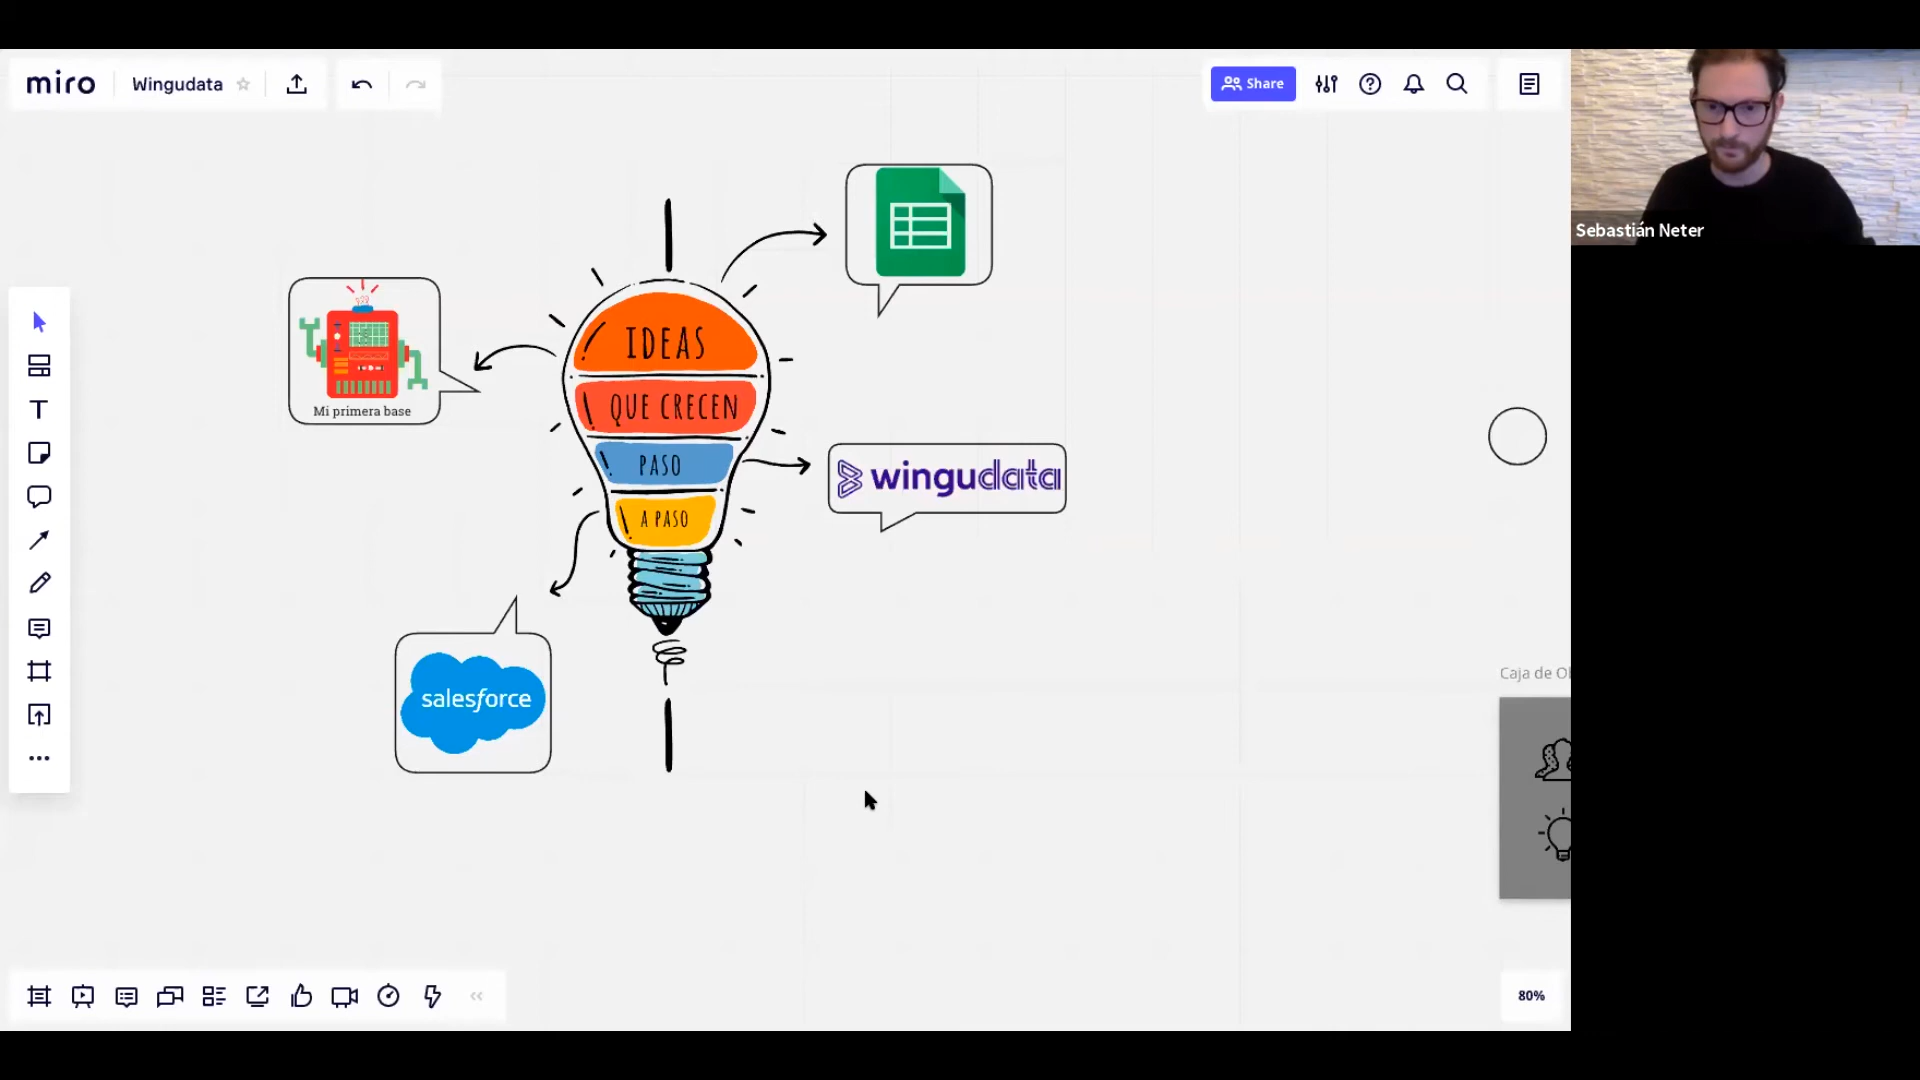 miro
Wingudata
Share
Sebastián Neter
IDEAS
QUE CRECEN
PASO
A PASO
Mi primera base
wingudata
salesforce
Caja de O
80%